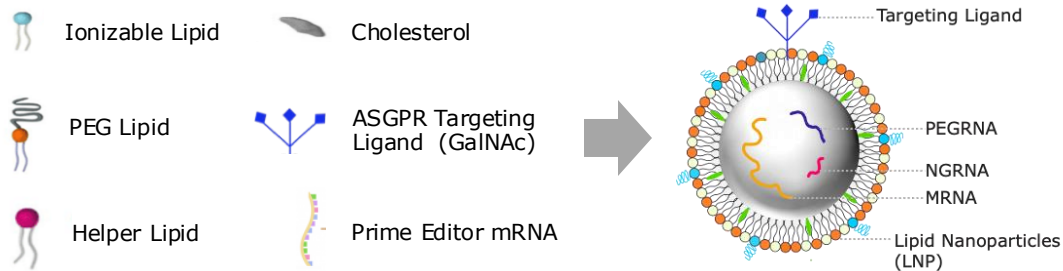 Ionizable Lipid
Cholesterol
PEG Lipid
ASGPR Targeting
Ligand (GalNAc)
Helper Lipid
Prime Editor mRNA
Targeting Ligand
PEGRNA
NGRNA
MRNA
Lipid Nanoparticles
(LNP)